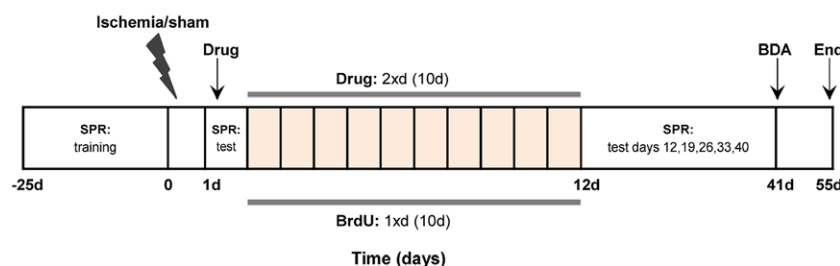 Ischemia/sham
Drug
BDA
End
Drug: 2xd (10d)
SPR:
training
SPR:
test
SPR:
test days 12,19,26,33,40
-25d
0
1d
12d
41d
55d
BrdU: 1xd (10d)
Time (days)